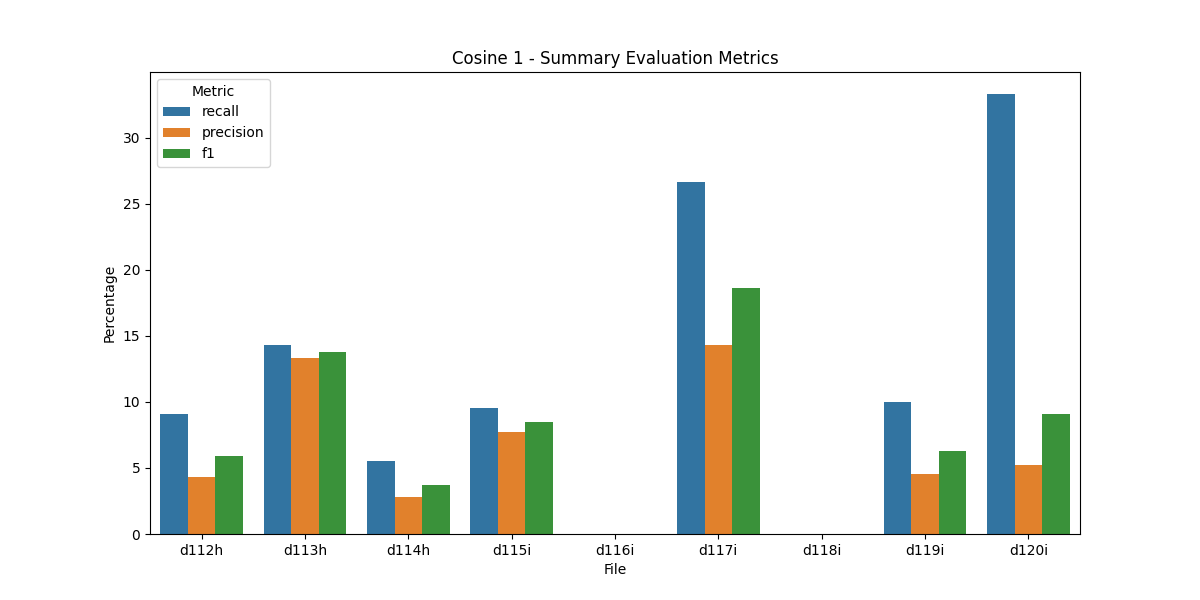 Cosine 1 - Summary Evaluation Metrics
Metric
recall
precision
f1
30
25
20
15
10
5
0
Percentage
d112h d113h d114h d115i d116i d117i d118i d119i d120i
File